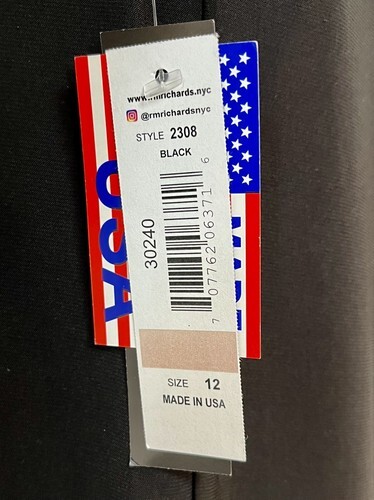 www.rmrichards.nyc
@rmrichardsnyc
STYLE 2308
BLACK
30240
7 07762 06371 6
SIZE 12
MADE IN USA
USA
MADE